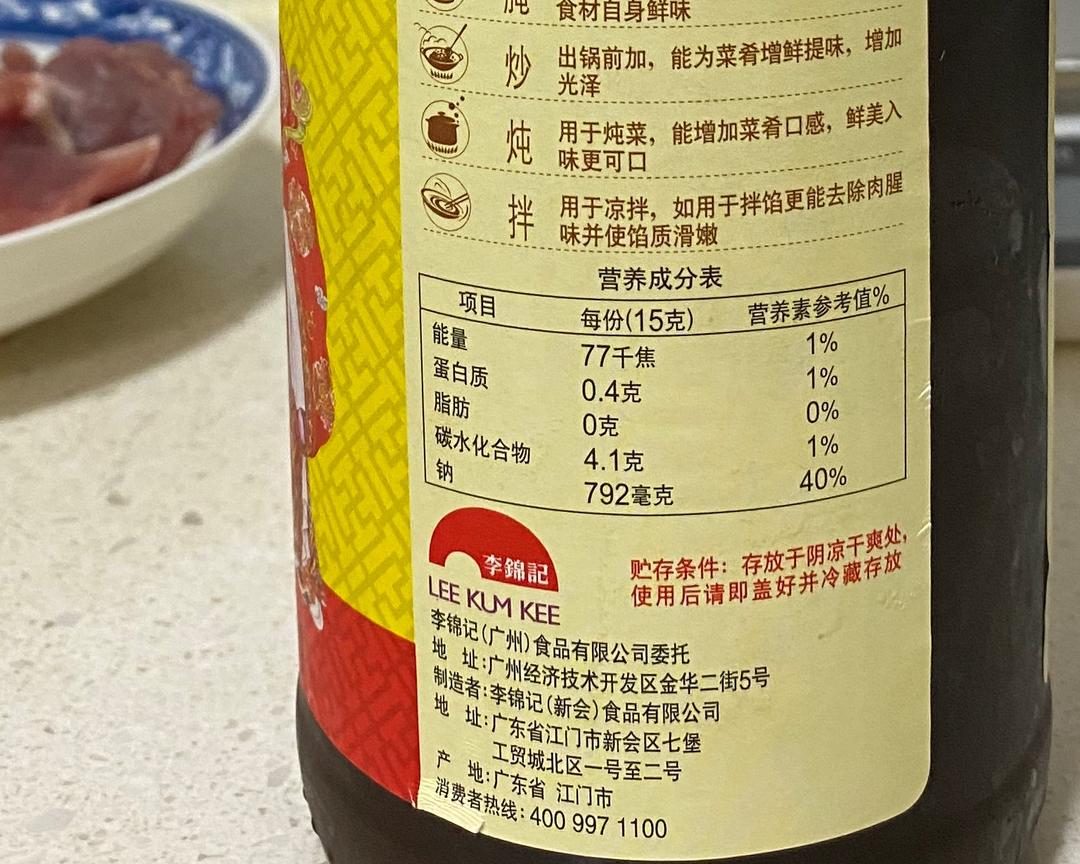 食材自身鲜味
炒
出锅前加，能为菜肴增鲜提味，增加
光泽
炖
用于炖菜，能增加菜肴口感，鲜美入
味更可口
拌
用于凉拌，如用于拌馅更能去除肉腥
味并使馅质滑嫩
营养成分表
项目 每份(15克) 营养素参考值%
能量 77千焦 1%
蛋白质 0.4克 1%
脂肪 0克 0%
碳水化合物 4.1克 1%
钠 792毫克 40%
李錦記
LEE KUM KEE
贮存条件：存放于阴凉干爽处，
使用后请即盖好并冷藏存放
李锦记(广州)食品有限公司委托
地 址:广州经济技术开发区金华二街5号
制造者:李锦记(新会)食品有限公司
地 址:广东省江门市新会区七堡
工贸城北区一号至二号
产 地:广东省 江门市
消费者热线:400 997 1100